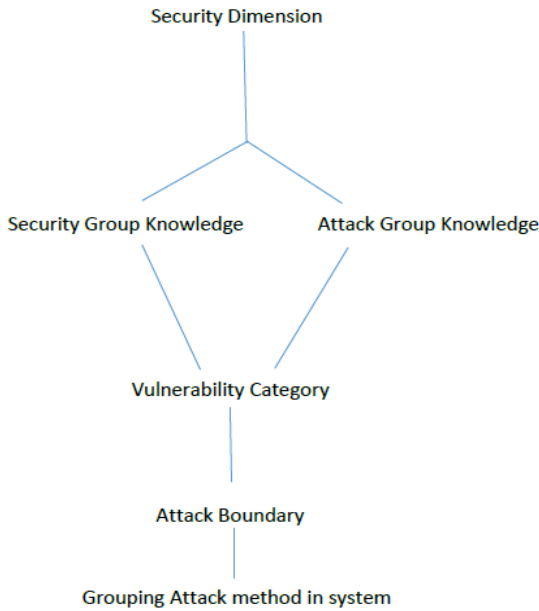 Security Dimension
Security Group Knowledge
Attack Group Knowledge
Vulnerability Category
Attack Boundary
Grouping Attack method in system